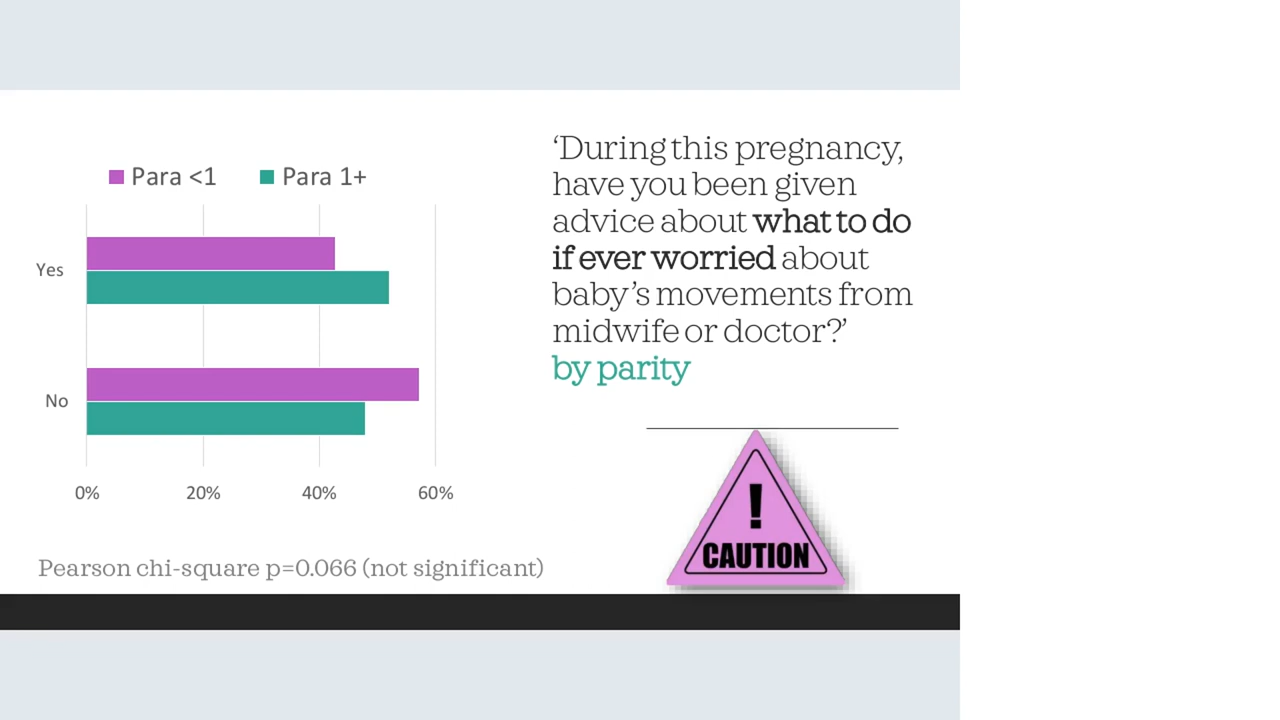 Para <1 Para 1+
Yes
No
0% 20% 40% 60%
Pearson chi-square p=0.066 (not significant)
‘During this pregnancy,
have you been given
advice about what to do
if ever worried about
baby’s movements from
midwife or doctor?’
by parity
!
CAUTION